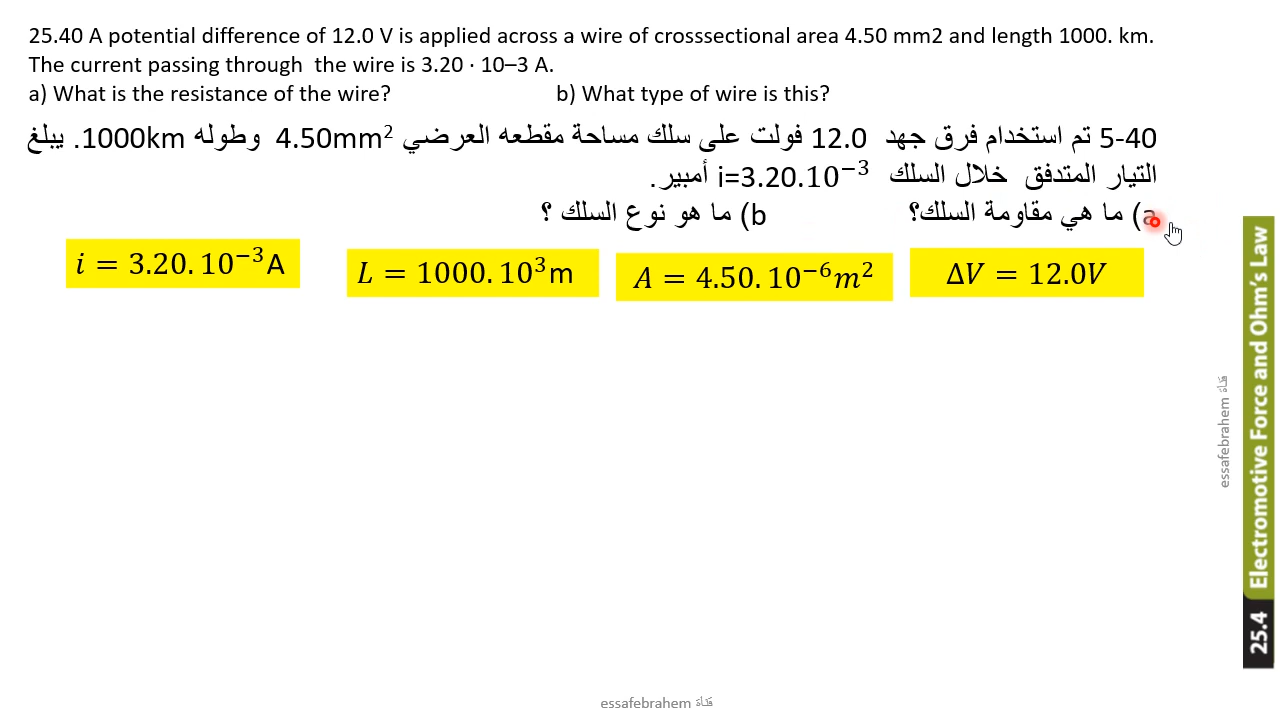 25.40 A potential difference of 12.0 V is applied across a wire of crosssectional area 4.50 mm2 and length 1000. km.
The current passing through the wire is 3.20 · 10–3 A.
a) What is the resistance of the wire? b) What type of wire is this?
5-40 تم استخدام فرق جهد 12.0 فولت على سلك مساحة مقطعه العرضي 4.50mm² وطوله 1000km. يبلغ
التيار المتدفق خلال السلك i=3.20.10⁻³ أمبير.
a) ما هي مقاومة السلك؟ b) ما هو نوع السلك ؟
i = 3.20. 10⁻³A L = 1000. 10³m A = 4.50. 10⁻⁶m² ΔV = 12.0V
25.4 Electromotive Force and Ohm's Law
essafebrahem قناة
essafebrahem قناة